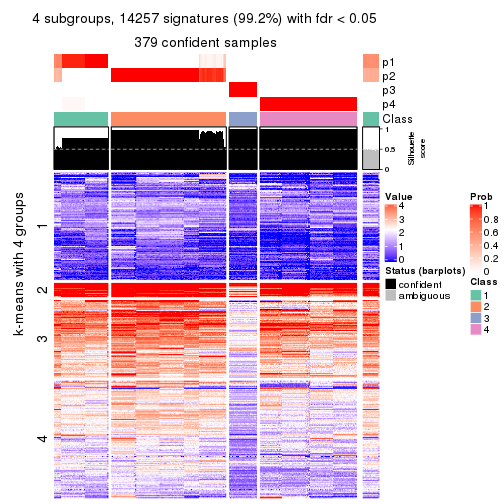 4 subgroups, 14257 signatures (99.2%) with fdr < 0.05
379 confident samples
p1
p2
p3
p4
Class
1
0.5
0
Silhouette
score
k-means with 4 groups
1
2
3
4
Value
4
3
2
1
0
Prob
1
0.8
0.6
0.4
0.2
0
Status (barplots)
confident
ambiguous
Class
1
2
3
4